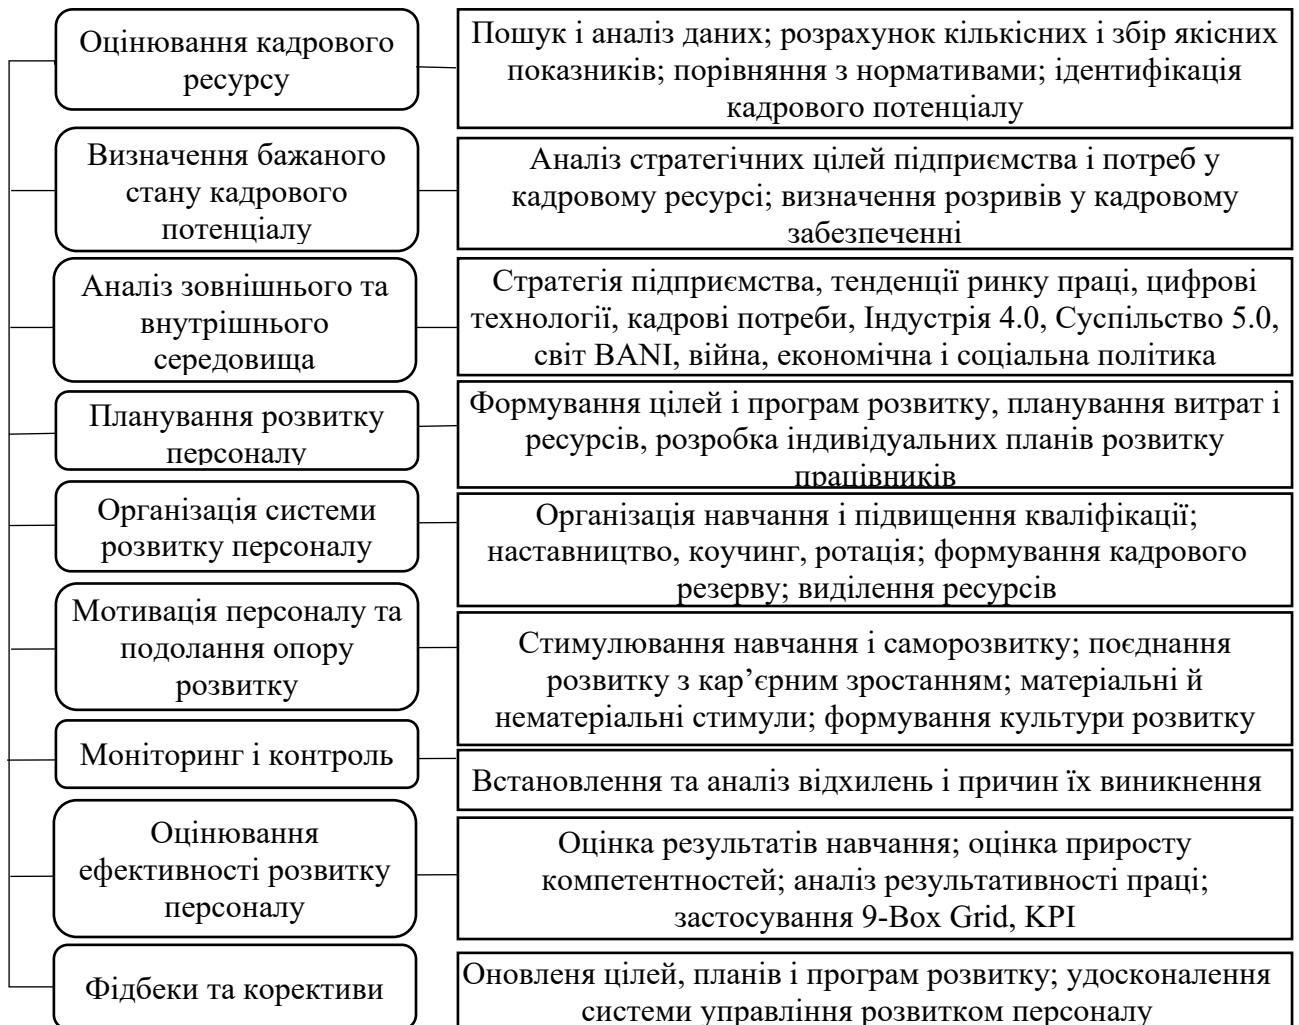 Оцінювання кадрового
ресурсу
Пошук і аналіз даних; розрахунок кількісних і збір якісних
показників; порівняння з нормативами; ідентифікація
кадрового потенціалу
Визначення бажаного
стану кадрового
потенціалу
Аналіз стратегічних цілей підприємства і потреб у
кадровому ресурсі; визначення розривів у кадровому
забезпеченні
Аналіз зовнішнього та
внутрішнього
середовища
Стратегія підприємства, тенденції ринку праці, цифрові
технології, кадрові потреби, Індустрія 4.0, Суспільство 5.0,
світ BANI, війна, економічна і соціальна політика
Планування розвитку
персоналу
Формування цілей і програм розвитку, планування витрат і
ресурсів, розробка індивідуальних планів розвитку
працівників
Організація системи
розвитку персоналу
Організація навчання і підвищення кваліфікації;
наставництво, коучинг, ротація; формування кадрового
резерву; виділення ресурсів
Мотивація персоналу та
подолання опору
розвитку
Стимулювання навчання і саморозвитку; поєднання
розвитку з кар’єрним зростанням; матеріальні й
нематеріальні стимули; формування культури розвитку
Моніторинг і контроль
Встановлення та аналіз відхилень і причин їх виникнення
Оцінювання
ефективності розвитку
персоналу
Оцінка результатів навчання; оцінка приросту
компетентностей; аналіз результативності праці;
застосування 9-Box Grid, KPI
Фідбеки та корективи
Оновленя цілей, планів і програм розвитку; удосконалення
системи управління розвитком персоналу